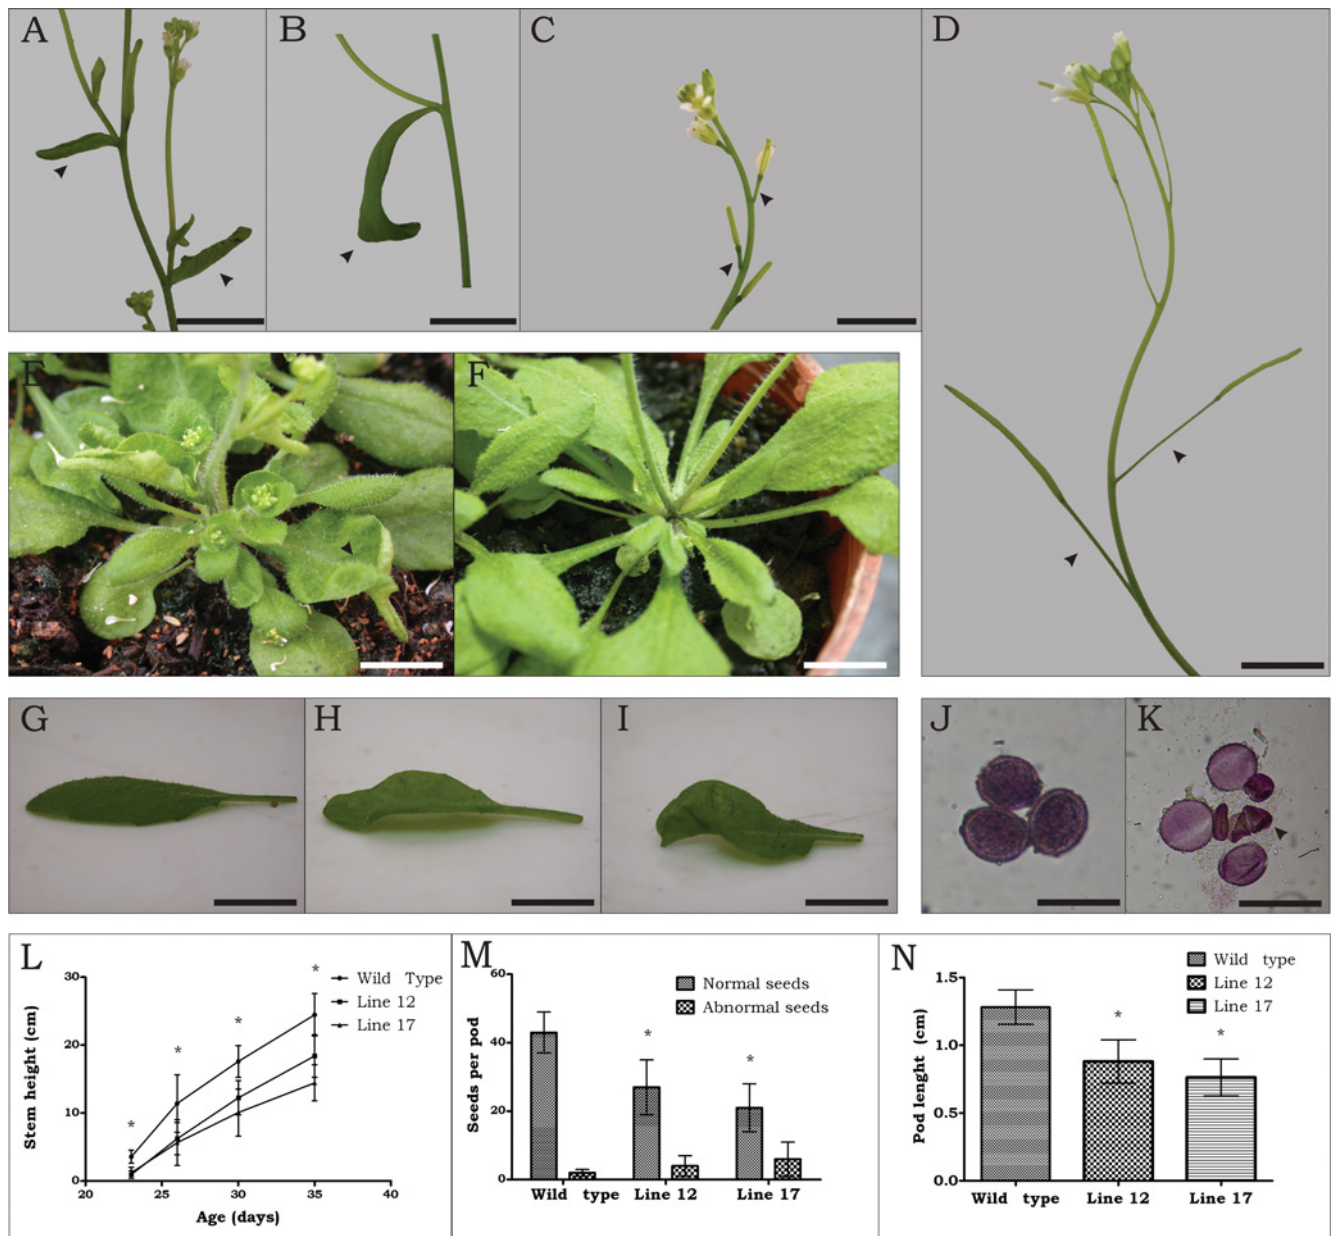 A
B
C
D
E
F
G
H
I
J
K
L
30
20
10
0
20
25
30
35
40
Stem height (cm)
Age (days)
Wild Type
Line 12
Line 17
*
*
*
*
M
60
40
20
0
Seeds per pod
Normal seeds
Abnormal seeds
*
*
Wild type
Line 12
Line 17
N
Wild type
Line 12
Line 17
1.5
1.0
0.5
0.0
Pod lenght (cm)
*
*
Wild type
Line 12
Line 17